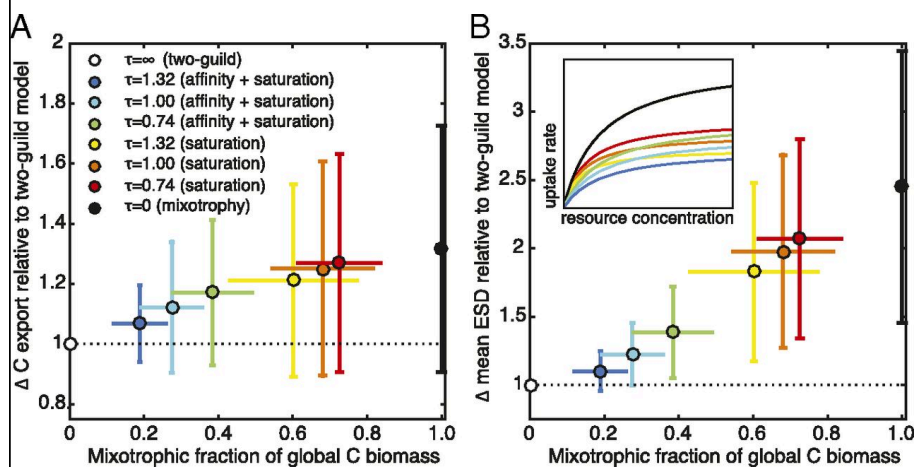 A
Δ C export relative to two-guild model
2
1.8
1.6
1.4
1.2
1
0.8
τ=∞ (two-guild)
τ=1.32 (affinity + saturation)
τ=1.00 (affinity + saturation)
τ=0.74 (affinity + saturation)
τ=1.32 (saturation)
τ=1.00 (saturation)
τ=0.74 (saturation)
τ=0 (mixotrophy)
0 0.2 0.4 0.6 0.8 1.0
Mixotrophic fraction of global C biomass
B
Δ mean ESD relative to two-guild model
3.5
3
2.5
2
1.5
1
uptake rate
resource concentration
0 0.2 0.4 0.6 0.8 1.0
Mixotrophic fraction of global C biomass